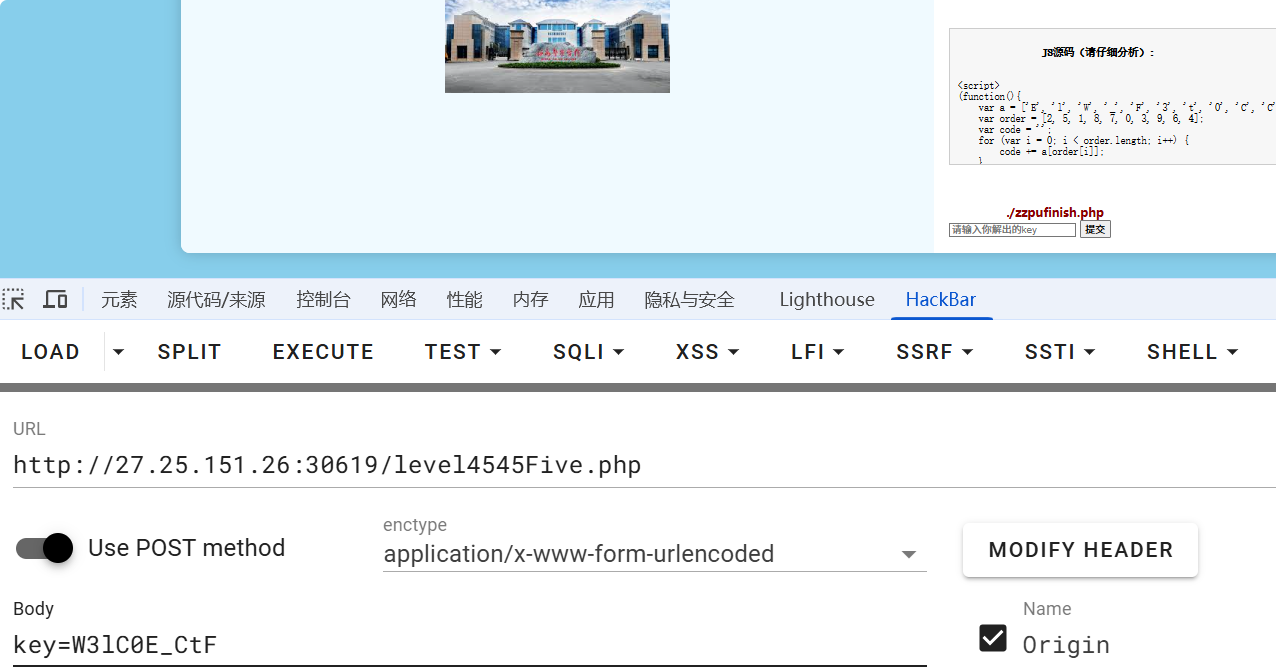 JS源码（请仔细分析）：
<script>
(function(){
var a = ['E', 'l', 'W', '_', 'F', '3', 't', '0', 'C', 'C'
var order = [2, 5, 1, 8, 7, 0, 3, 9, 6, 4];
var code = '';
for (var i = 0; i < order.length; i++) {
code += a[order[i]];
}
./zzpufinish.php
请输入你解出的key 提交
元素 源代码/来源 控制台 网络 性能 内存 应用 隐私与安全 Lighthouse HackBar
LOAD SPLIT EXECUTE TEST SQLI XSS LFI SSRF SSTI SHELL
URL
http://27.25.151.26:30619/level4545Five.php
Use POST method
enctype
application/x-www-form-urlencoded
MODIFY HEADER
Body
key=W3lC0E_CtF
Name
Origin